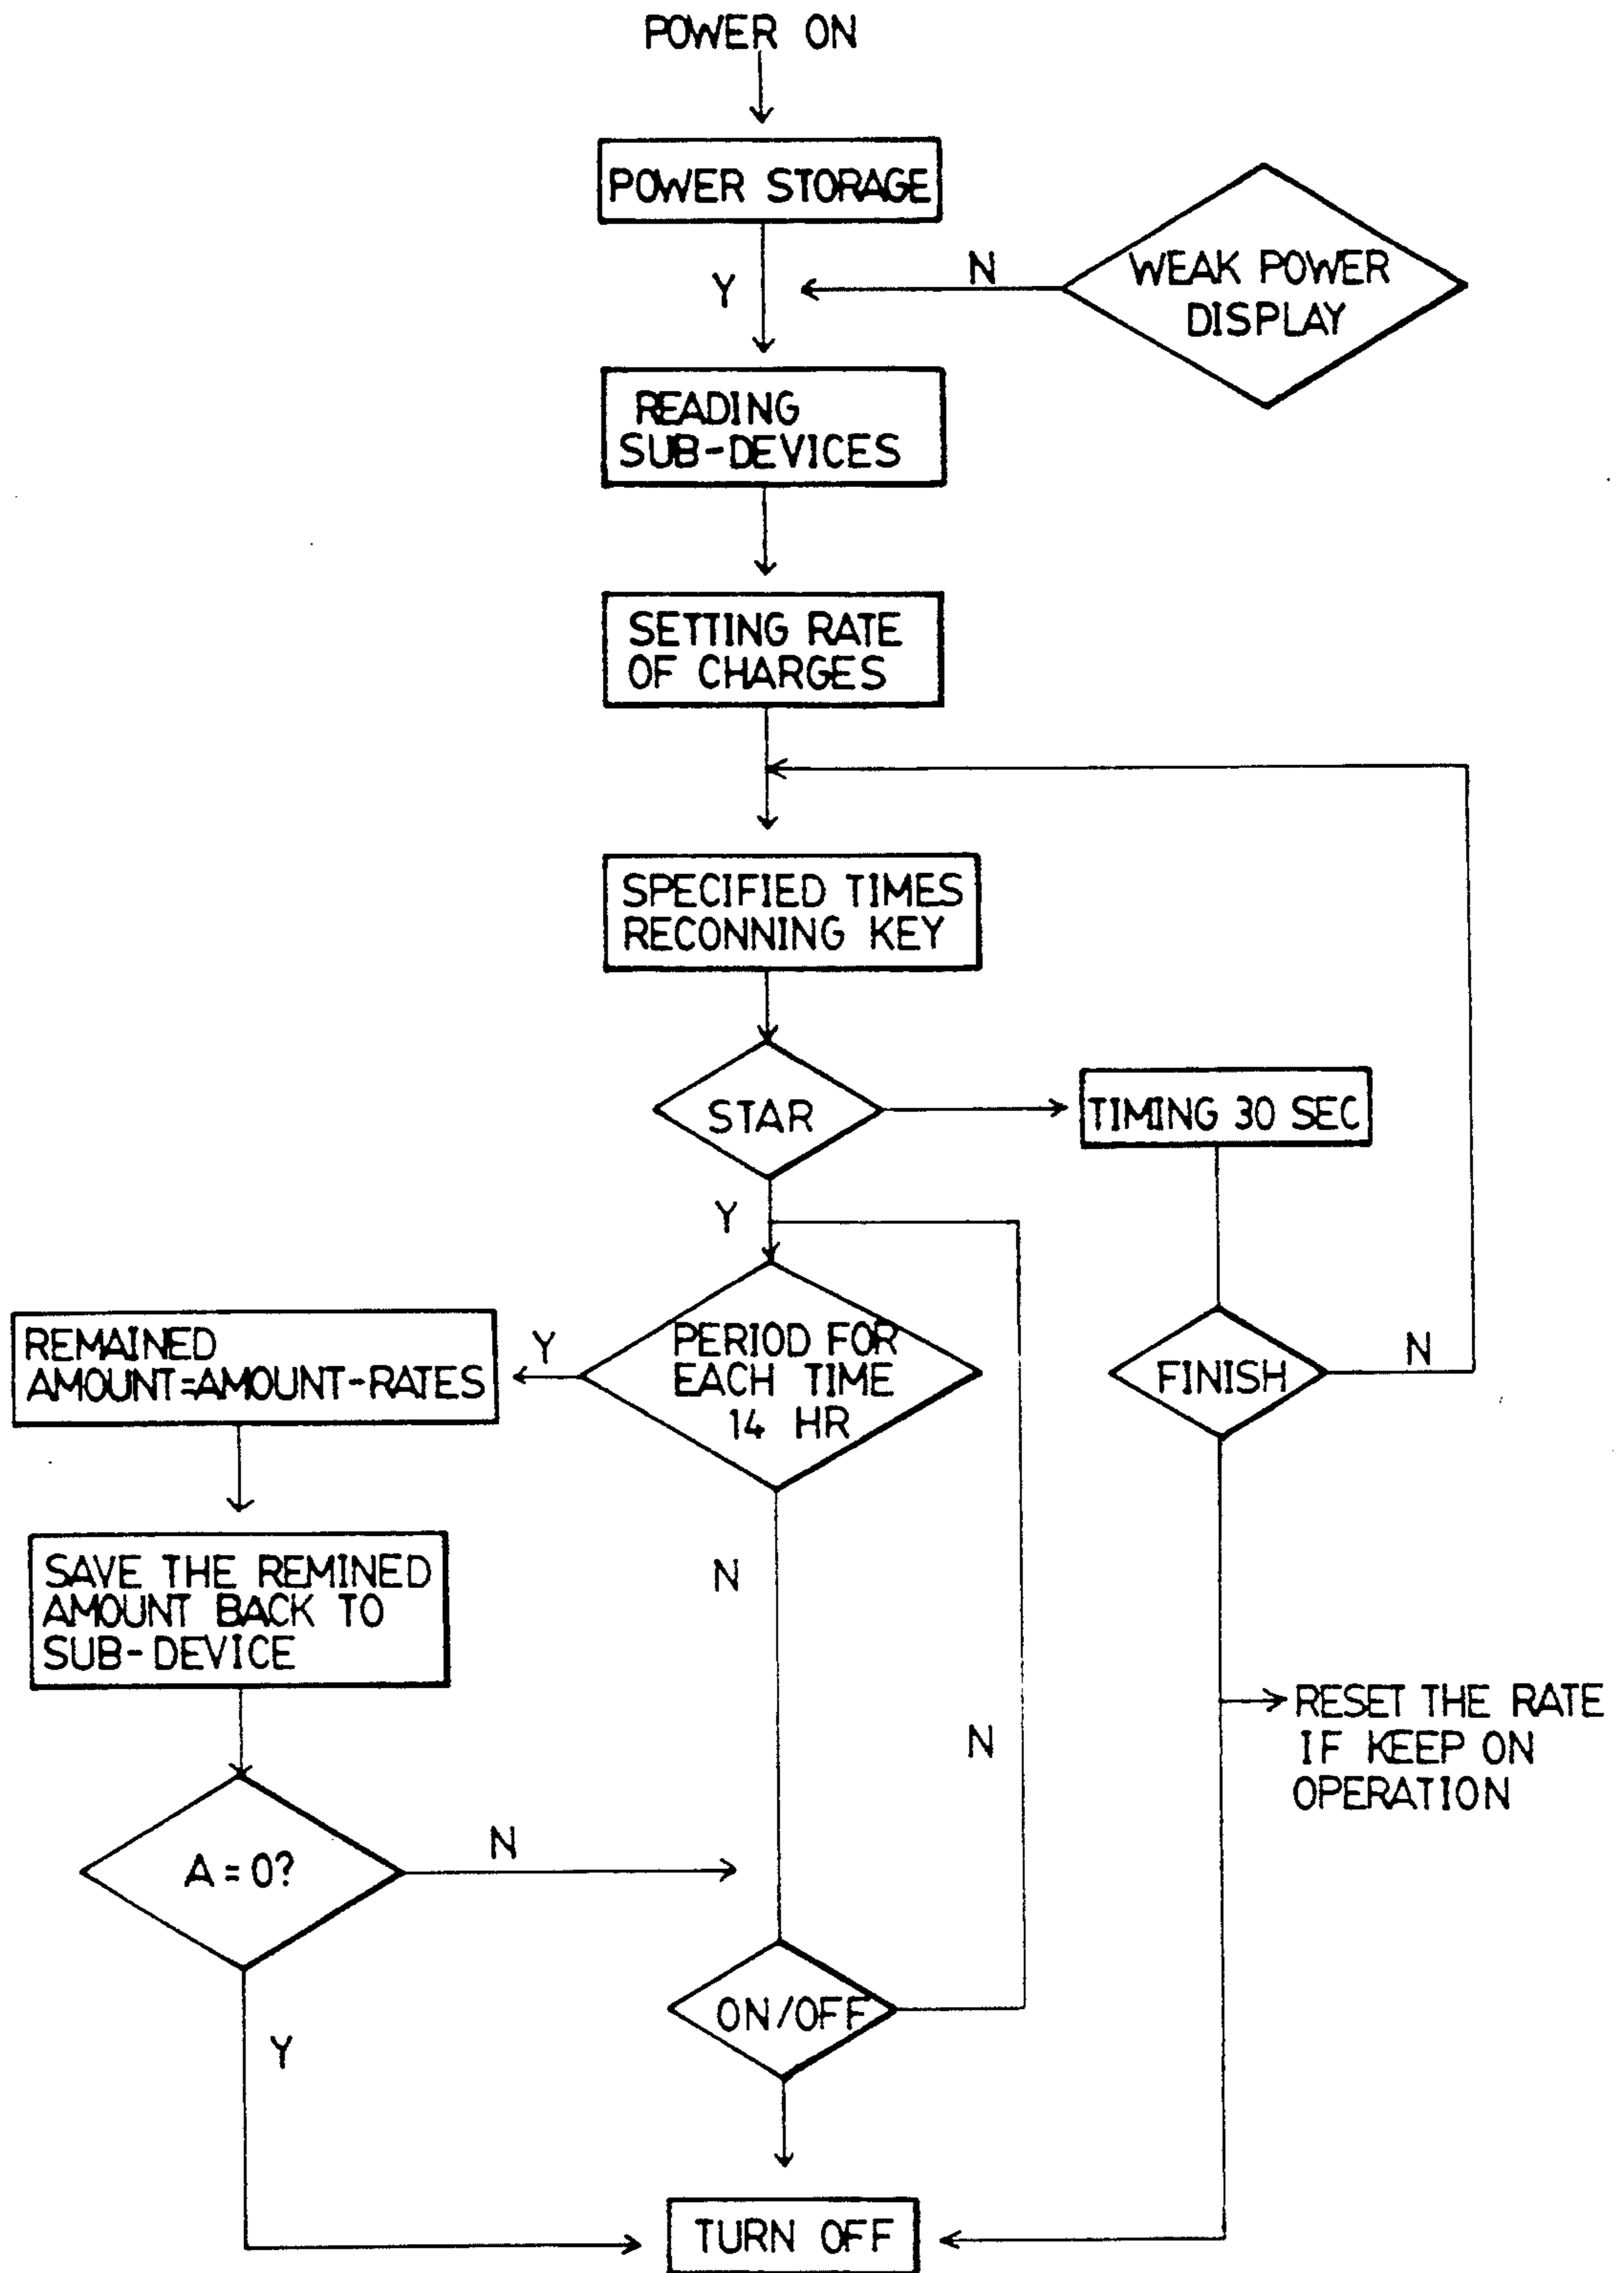 POWER ON
POWER STORAGE
Y
N
WEAK POWER
DISPLAY
READING
SUB-DEVICES
SETTING RATE
OF CHARGES
SPECIFIED TIMES
RECONNING KEY
STAR
TIMING 30 SEC
Y
REMAINED
AMOUNT=AMOUNT-RATES
Y
PERIOD FOR
EACH TIME
14 HR
FINISH
N
SAVE THE REMINED
AMOUNT BACK TO
SUB-DEVICE
N
N
RESET THE RATE
IF KEEP ON
OPERATION
A=0?
N
ON/OFF
Y
TURN OFF